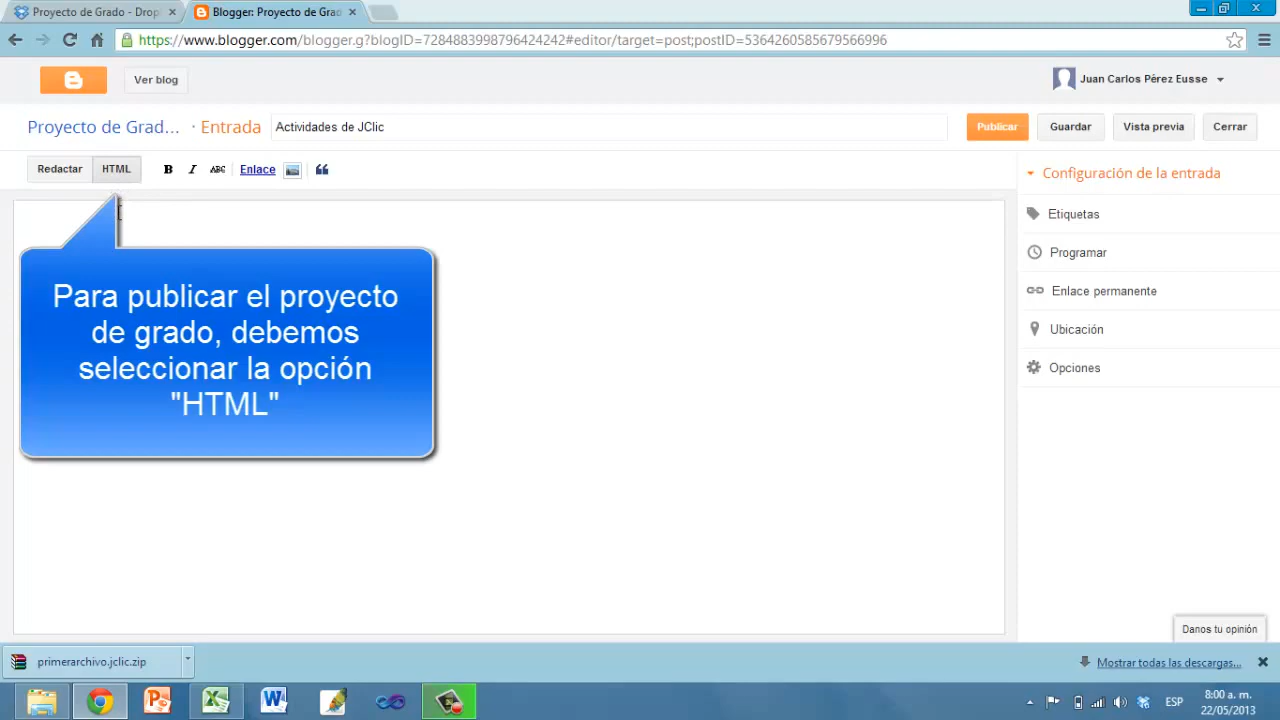 Proyecto de Grado - Drop
Blogger: Proyecto de Grad
https://www.blogger.com/blogger.g?blogID=7284883998796424242#editor/target=post;postID=5364260585679566996
Ver blog
Juan Carlos Pérez Eusse
Proyecto de Grad... · Entrada Actividades de JClic
Publicar Guardar Vista previa Cerrar
Redactar HTML B I ABC Enlace
Configuración de la entrada
Etiquetas
Programar
Enlace permanente
Ubicación
Opciones
Para publicar el proyecto
de grado, debemos
seleccionar la opción
"HTML"
Danos tu opinión
primerarchivo.jclic.zip
Mostrar todas las descargas...
ESP
8:00 a. m.
22/05/2013